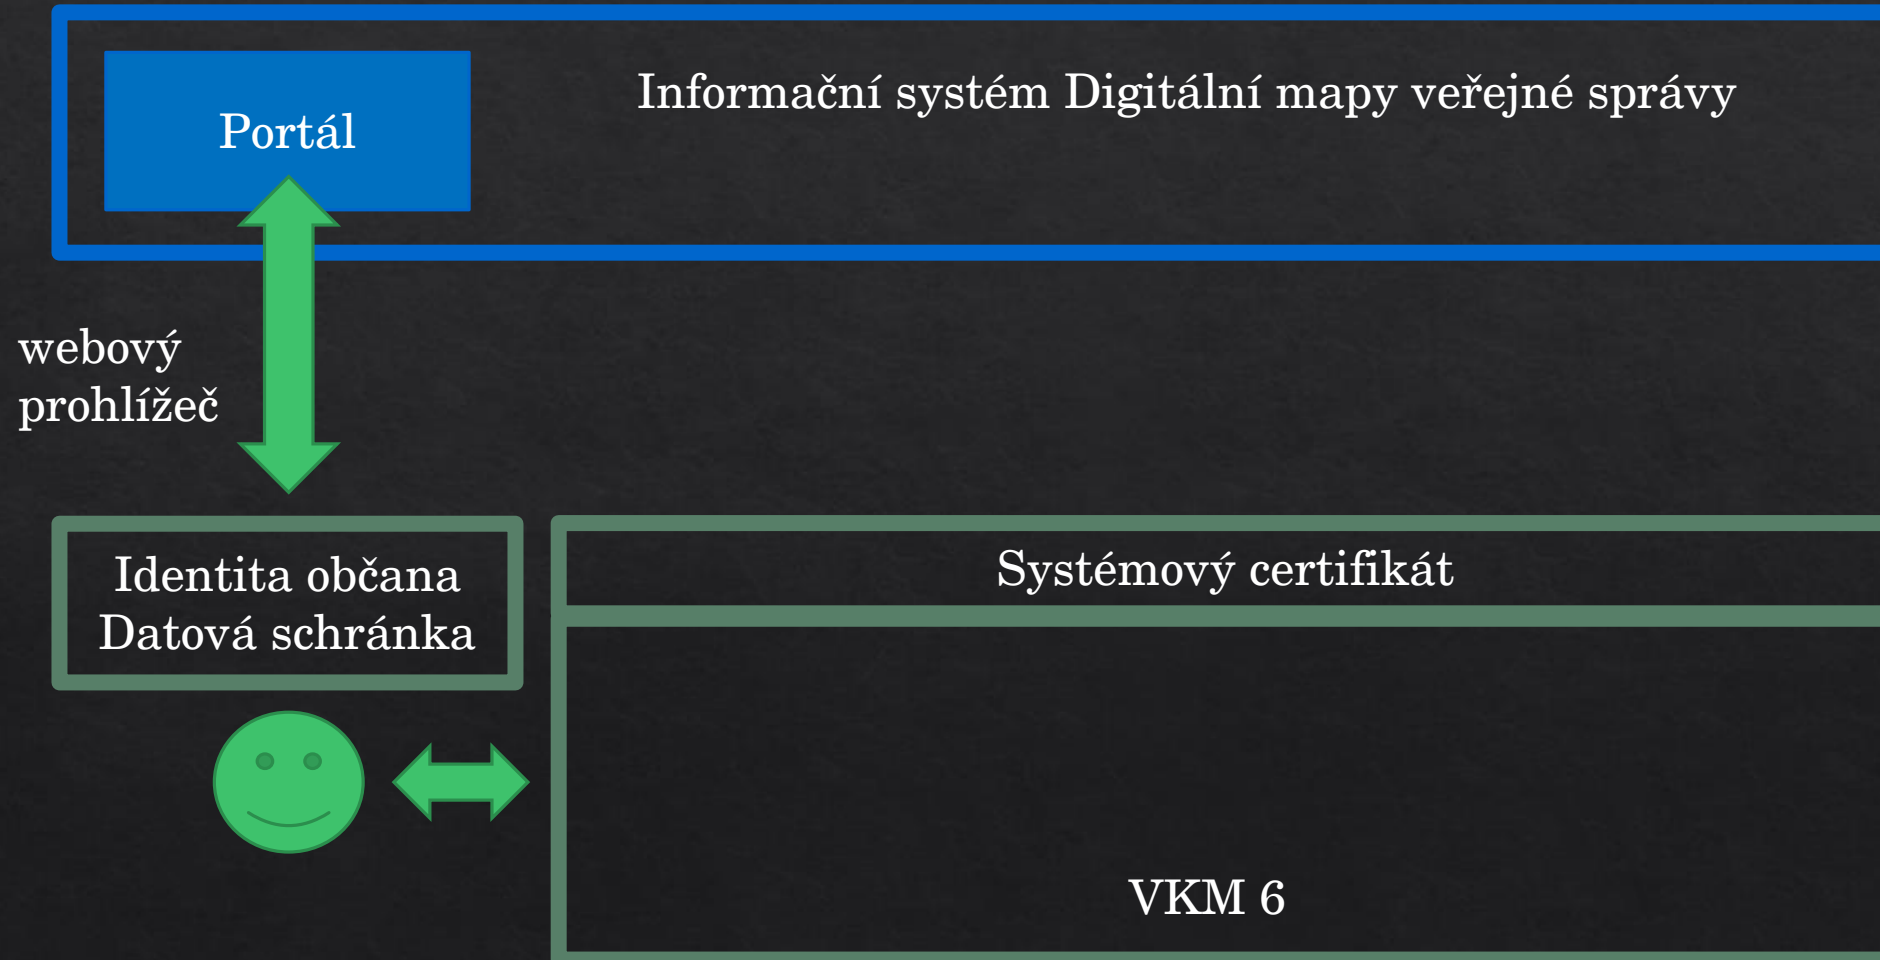 Informační systém Digitální mapy veřejné správy
Portál
webový
prohlížeč
Identita občana
Datová schránka
Systémový certifikát
VKM 6